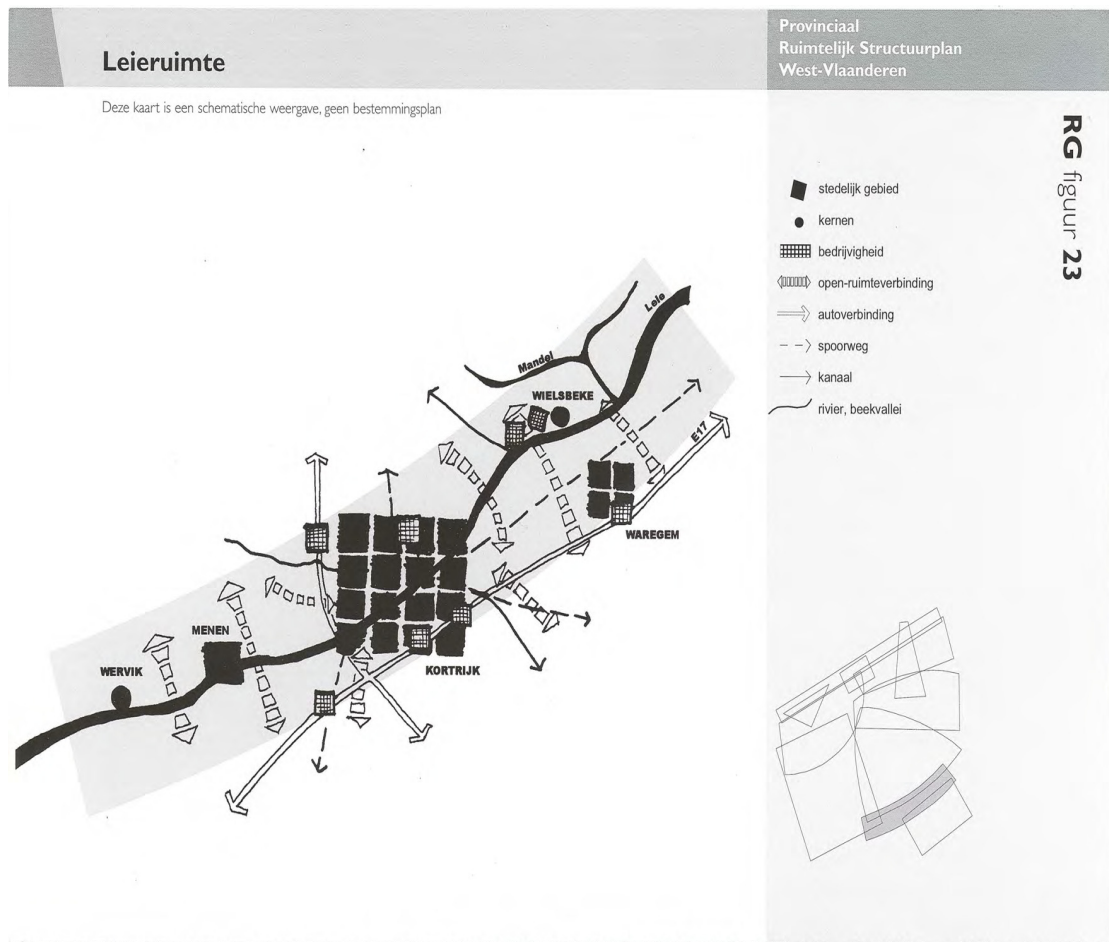 Leieruimte
Deze kaart is een schematische weergave, geen bestemmingsplan
Provinciaal
Ruimtelijk Structuurplan
West-Vlaanderen
RG figuur 23
stedelijk gebied
kernen
bedrijvigheid
open-ruimteverbinding
autoverbinding
spoorweg
kanaal
rivier, beekvallei
Leie
Mandel
WIELSBEKE
E17
WAREGEM
MENEN
WERVIK
KORTRIJK